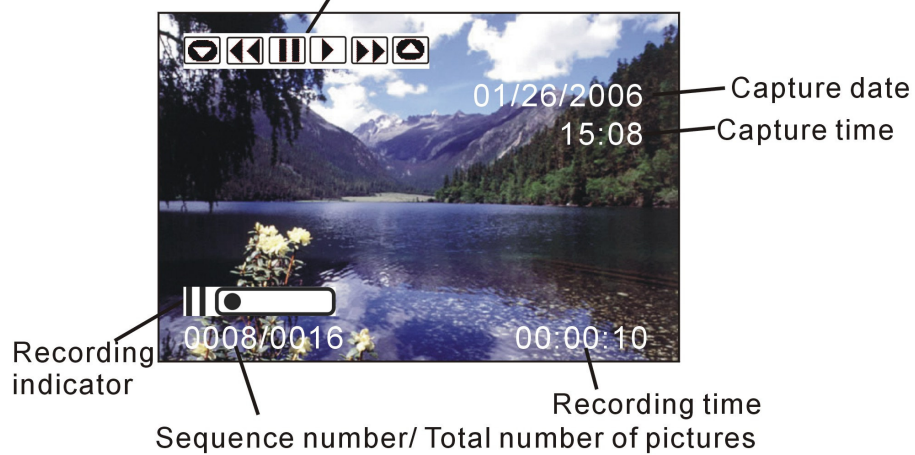 01/26/2006
Capture date
15:08
Capture time
0008/0016
00:00:10
Recording
indicator
Recording time
Sequence number/ Total number of pictures